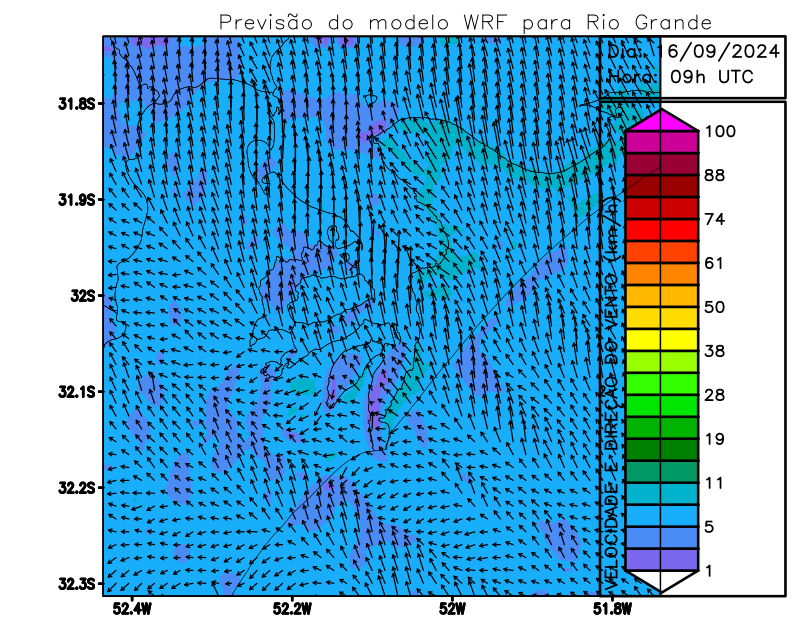 Previsão do modelo WRF para Rio Grande
Dia: 16/09/2024
Hora: 09h UTC
31.8S
31.9S
32S
32.1S
32.2S
32.3S
52.4W
52.2W
52W
51.8W
VELOCIDADE E DIREÇÃO DO VENTO (km/h)
100
88
74
61
50
38
28
19
11
5
1